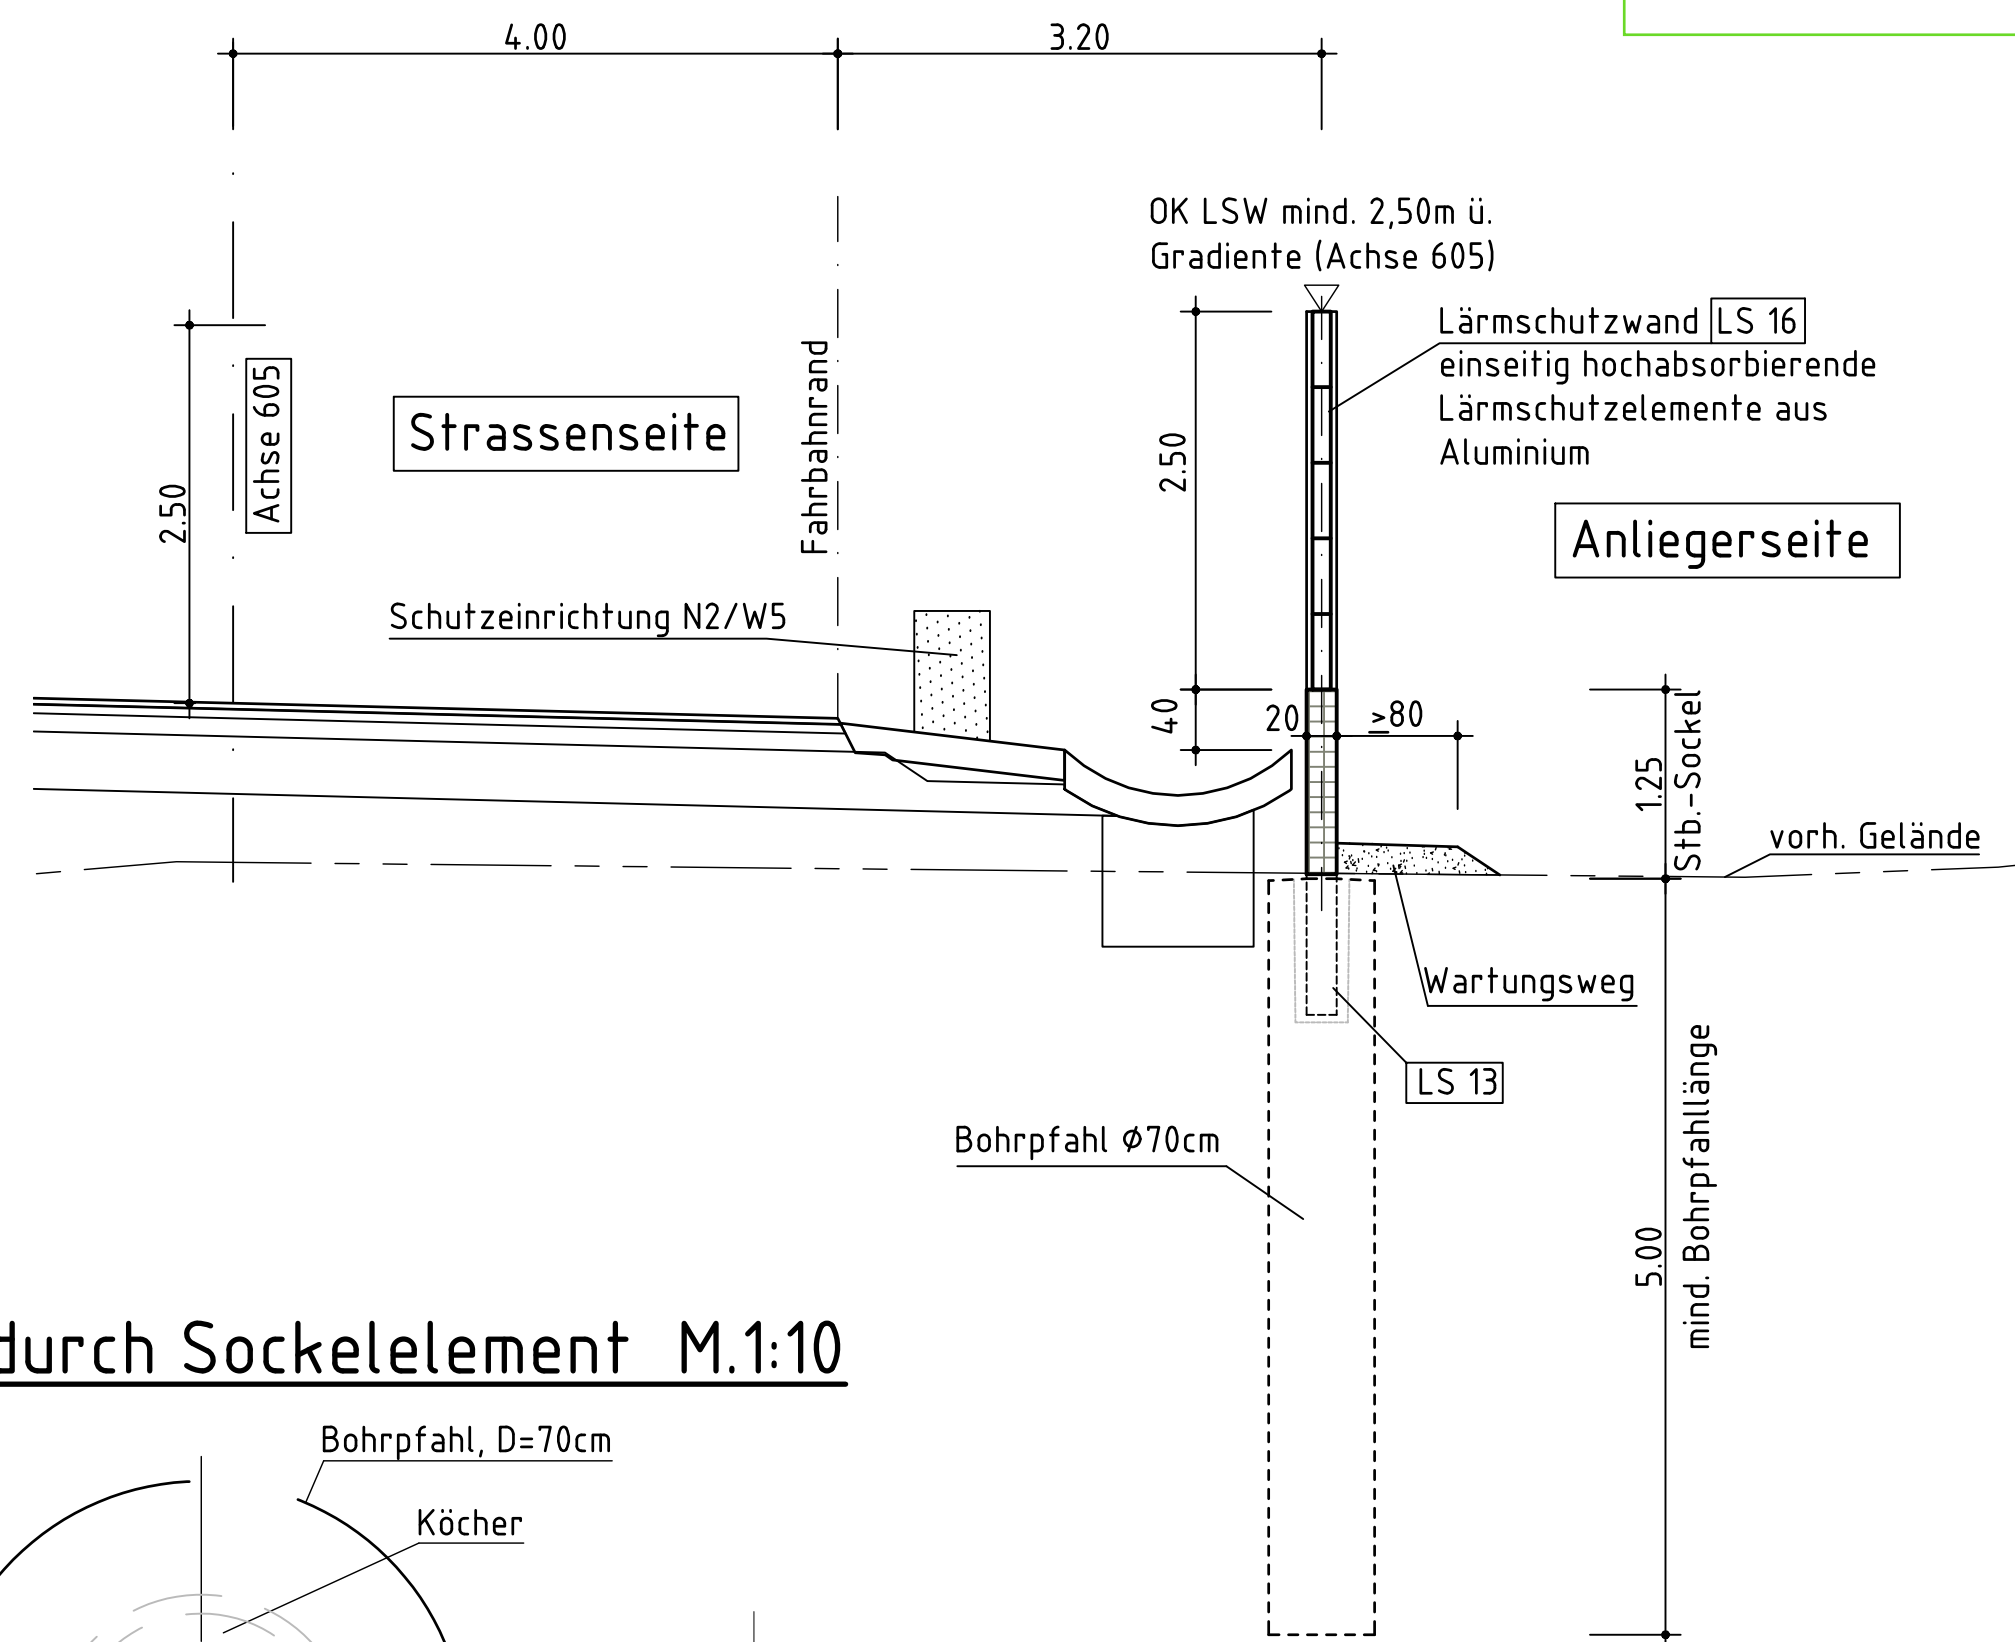 4.00
3.20
OK LSW mind. 2,50m ü.
Gradiente (Achse 605)
Lärmschutzwand LS 16
einseitig hochabsorbierende
Lärmschutzelemente aus
Aluminium
2.50
Achse 605
Strassenseite
Fahrbahnrand
2.50
Anliegerseite
Schutzeinrichtung N2/W5
40
20
≥80
1.25
Stb.-Sockel
vorh. Gelände
Wartungsweg
LS 13
Bohrpfahl Ø70cm
5.00
mind. Bohrpfahllänge
durch Sockelelement M.1:10
Bohrpfahl, D=70cm
Köcher